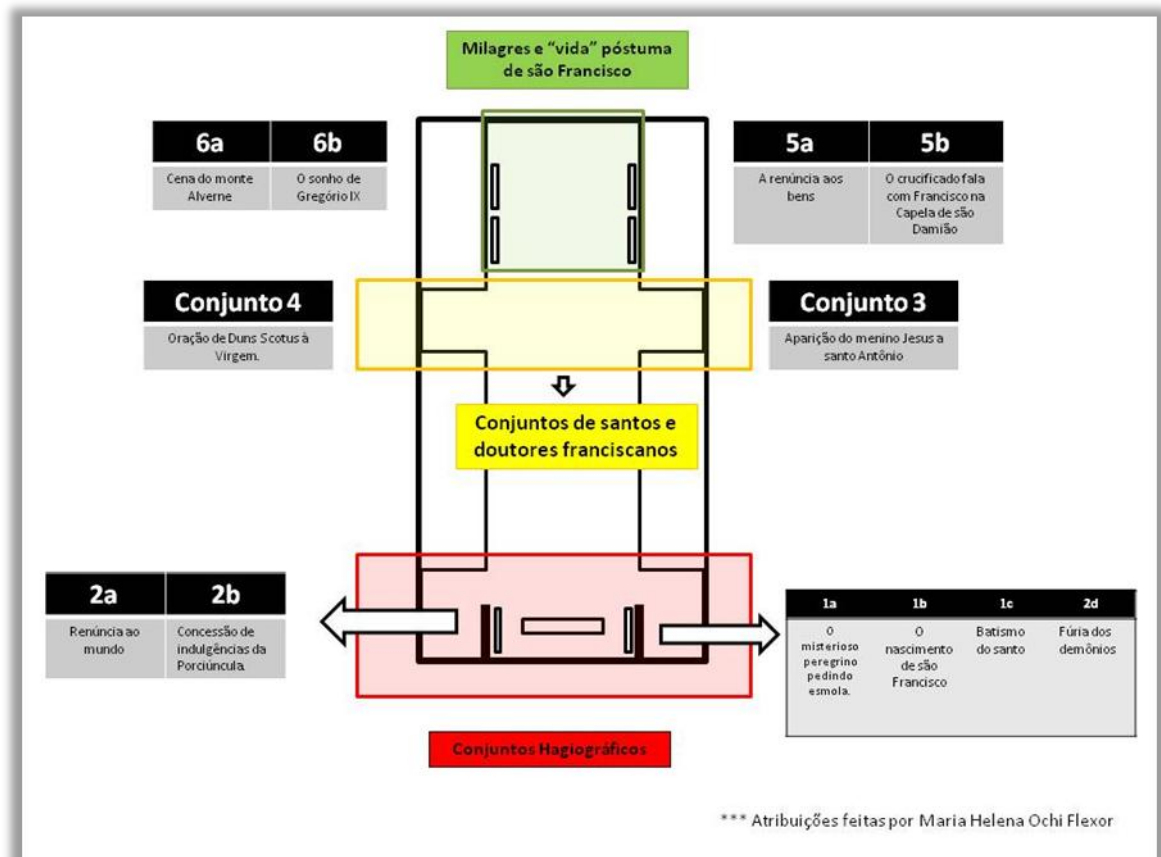 Milagres e “vida” póstuma
de são Francisco
6a
6b
Cena do monte
Alverne
O sonho de
Gregório IX
5a
5b
A renúncia aos
bens
O crucificado fala
com Francisco na
Capela de são
Damião
Conjunto 4
Oração de Duns Scotus à
Virgem.
Conjunto 3
Aparição do menino Jesus a
santo Antônio
Conjuntos de santos e
doutores franciscanos
2a
2b
Renúncia ao
mundo
Concessão de
indulgências da
Porciúncula.
1a
1b
1c
2d
O
misterioso
peregrino
pedindo
esmola.
O
nascimento
de são
Francisco
Batismo
do santo
Fúria dos
demônios
Conjuntos Hagiográficos
*** Atribuições feitas por Maria Helena Ochi Flexor